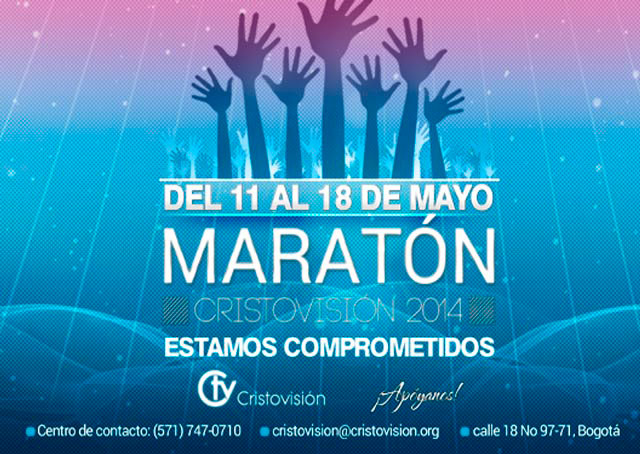 DEL 11 AL 18 DE MAYO
MARATÓN
CRISTOVISIÓN 2014
ESTAMOS COMPROMETIDOS
Cristovisión ¡Apóyanos!
Centro de contacto: (571) 747-0710 cristovision@cristovision.org calle 18 No 97-71, Bogotá